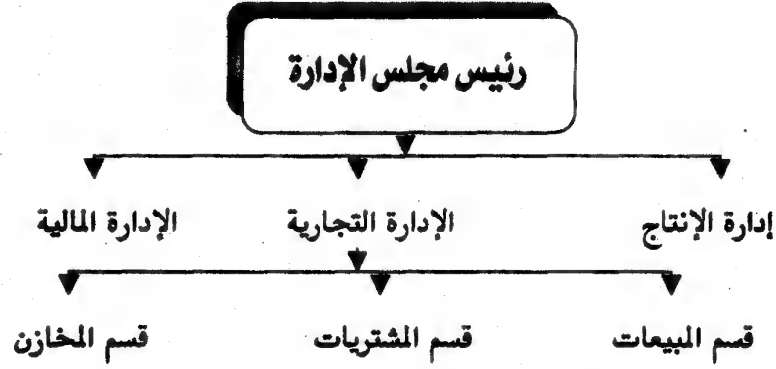 رئيس مجلس الإدارة
إدارة الإنتاج الإدارة التجارية الإدارة المالية
قسم المبيعات قسم المشتريات قسم المخازن